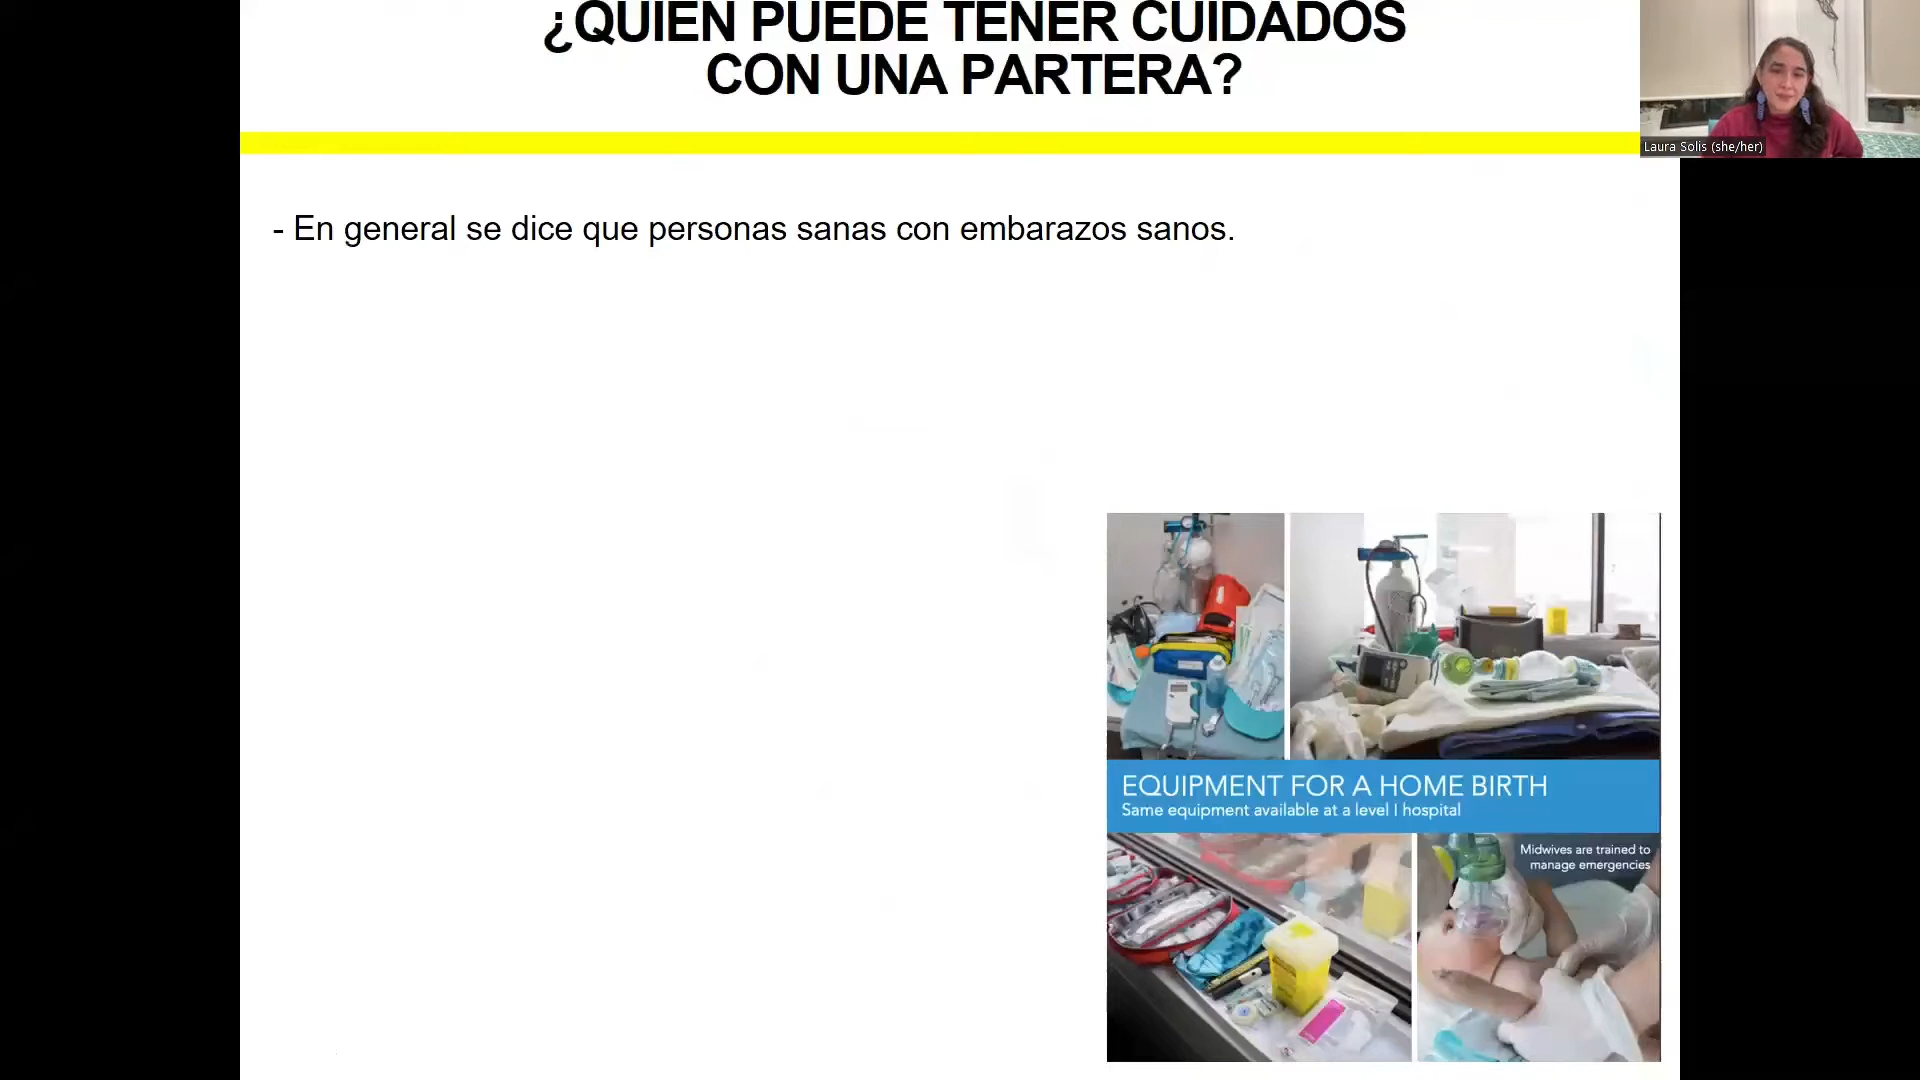 ¿QUIEN PUEDE TENER CUIDADOS
CON UNA PARTERA?
Laura Solis (she/her)
- En general se dice que personas sanas con embarazos sanos.
EQUIPMENT FOR A HOME BIRTH
Same equipment available at a level I hospital
Midwives are trained to
manage emergencies